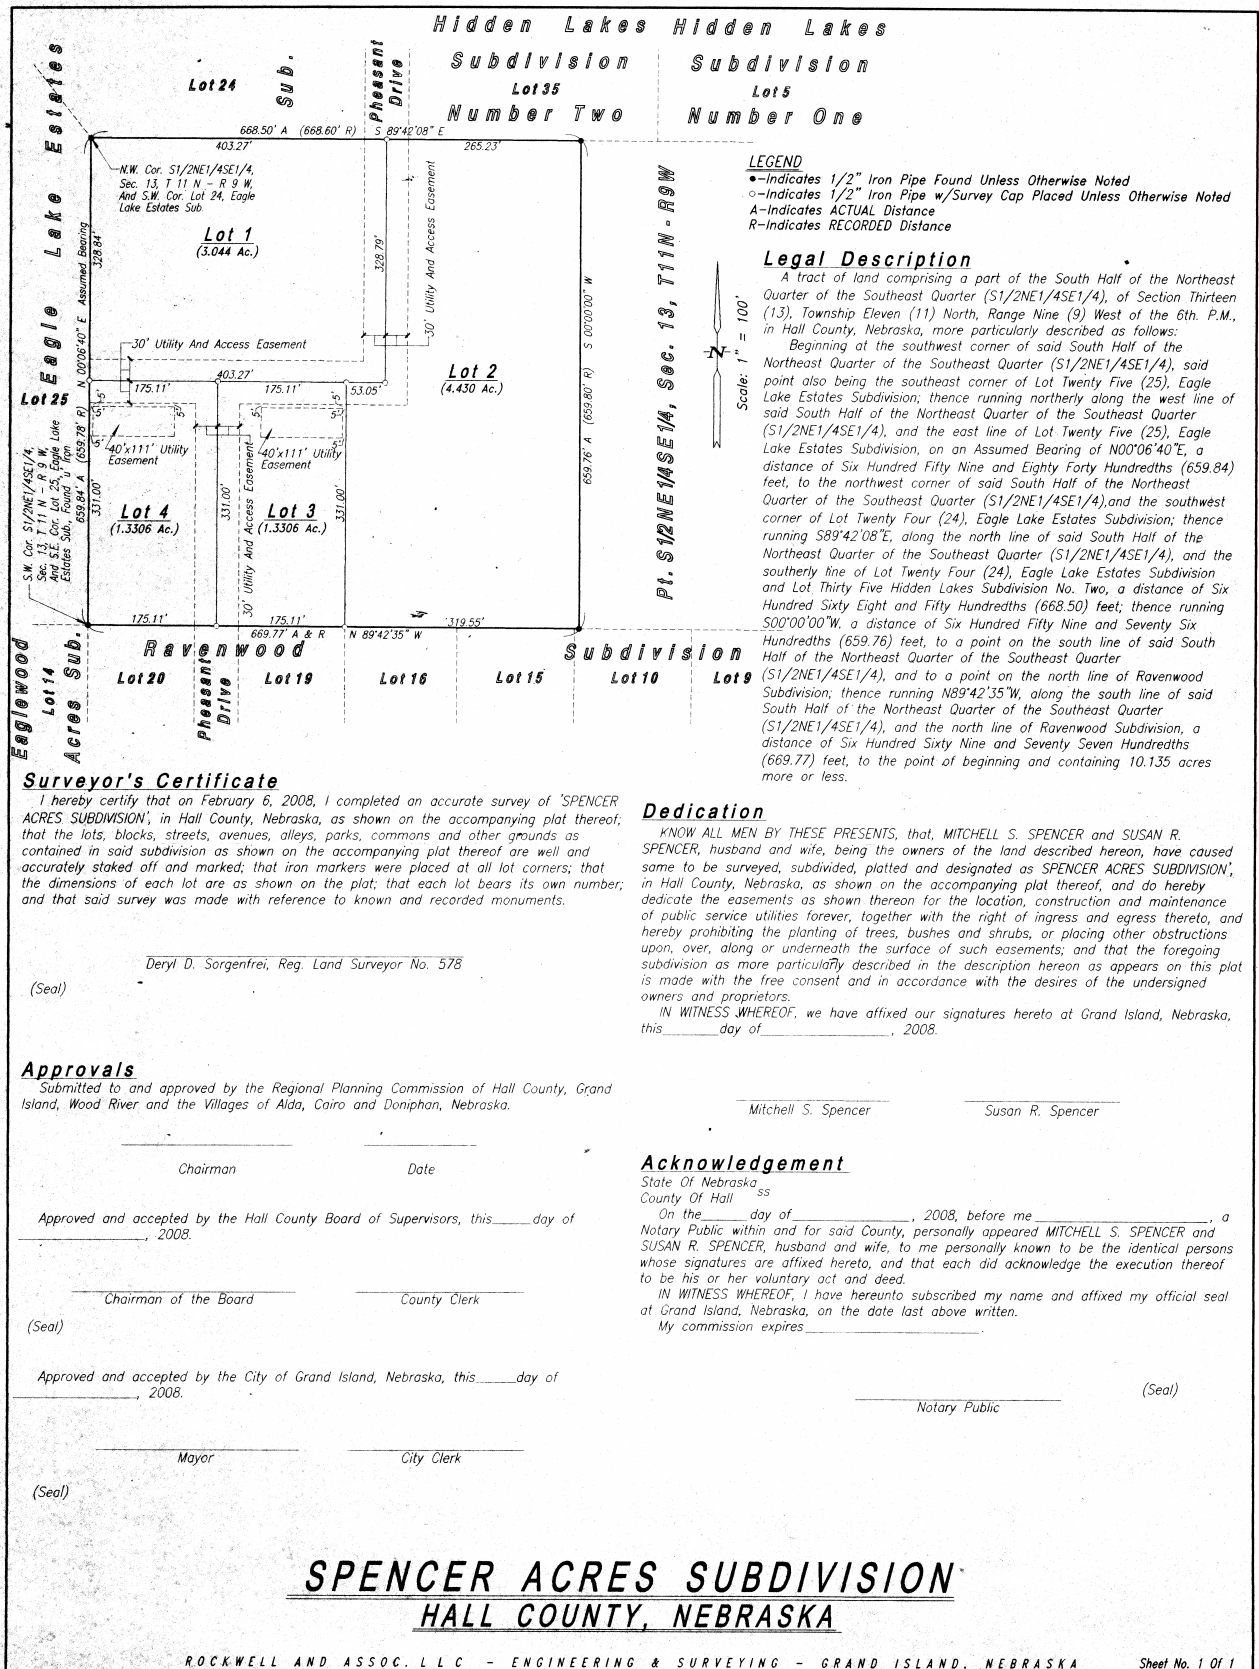 Hidden Lakes
Subdivision
Lot 35
Number Two
Hidden Lakes
Subdivision
Lot 5
Number One
Eagle Lake Estates
Lot 24
Sub.
Pheasant
Drive
668.50' A (668.60' R) S 89°42'08" E
403.27'
265.23'
N.W. Cor. S1/2NE1/4SE1/4,
Sec. 13, T 11 N - R 9 W,
And S.W. Cor. Lot 24, Eagle
Lake Estates Sub.
Lot 1
(3.044 Ac.)
N 00°06'40" E Assumed Bearing
328.84'
328.79'
30' Utility And Access Easement
30' Utility And Access Easement
Lot 2
(4.430 Ac.)
S 00°00'00" W
659.76' A (659.80' R)
Pt. S1/2NE1/4SE1/4, Sec. 13, T11N - R9W
N
Scale: 1" = 100'
Lot 25
403.27'
175.11'
175.11'
53.05'
5'
5'
5'
5'
5'
5'
40'x111' Utility
Easement
40'x111' Utility
Easement
659.84' A (659.78' R)
331.00'
331.00'
331.00'
30' Utility And Access Easement
Lot 4
(1.3306 Ac.)
Lot 3
(1.3306 Ac.)
S.W. Cor. S1/2NE1/4SE1/4,
Sec. 13, T 11 N - R 9 W,
And S.E. Cor. Lot 25, Eagle Lake
Estates Sub., Found Iron
175.11'
175.11'
319.55'
669.77' A & R N 89°42'35" W
Ravenwood Subdivision
Eaglewood
Lot 14
Acres Sub.
Lot 20
Pheasant
Drive
Lot 19
Lot 16
Lot 15
Lot 10
Lot 9
LEGEND
●-Indicates 1/2" Iron Pipe Found Unless Otherwise Noted
○-Indicates 1/2" Iron Pipe w/Survey Cap Placed Unless Otherwise Noted
A-Indicates ACTUAL Distance
R-Indicates RECORDED Distance
Legal Description
A tract of land comprising a part of the South Half of the Northeast
Quarter of the Southeast Quarter (S1/2NE1/4SE1/4), of Section Thirteen
(13), Township Eleven (11) North, Range Nine (9) West of the 6th. P.M.,
in Hall County, Nebraska, more particularly described as follows:
Beginning at the southwest corner of said South Half of the
Northeast Quarter of the Southeast Quarter (S1/2NE1/4SE1/4), said
point also being the southeast corner of Lot Twenty Five (25), Eagle
Lake Estates Subdivision; thence running northerly along the west line of
said South Half of the Northeast Quarter of the Southeast Quarter
(S1/2NE1/4SE1/4), and the east line of Lot Twenty Five (25), Eagle
Lake Estates Subdivision, on an Assumed Bearing of N00°06'40"E, a
distance of Six Hundred Fifty Nine and Eighty Forty Hundredths (659.84)
feet, to the northwest corner of said South Half of the Northeast
Quarter of the Southeast Quarter (S1/2NE1/4SE1/4),and the southwest
corner of Lot Twenty Four (24), Eagle Lake Estates Subdivision; thence
running S89°42'08"E, along the north line of said South Half of the
Northeast Quarter of the Southeast Quarter (S1/2NE1/4SE1/4), and the
southerly line of Lot Twenty Four (24), Eagle Lake Estates Subdivision
and Lot Thirty Five Hidden Lakes Subdivision No. Two, a distance of Six
Hundred Sixty Eight and Fifty Hundredths (668.50) feet; thence running
S00°00'00"W, a distance of Six Hundred Fifty Nine and Seventy Six
Hundredths (659.76) feet, to a point on the south line of said South
Half of the Northeast Quarter of the Southeast Quarter
(S1/2NE1/4SE1/4), and to a point on the north line of Ravenwood
Subdivision; thence running N89°42'35"W, along the south line of said
South Half of the Northeast Quarter of the Southeast Quarter
(S1/2NE1/4SE1/4), and the north line of Ravenwood Subdivision, a
distance of Six Hundred Sixty Nine and Seventy Seven Hundredths
(669.77) feet, to the point of beginning and containing 10.135 acres
more or less.
Surveyor's Certificate
I hereby certify that on February 6, 2008, I completed an accurate survey of 'SPENCER
ACRES SUBDIVISION', in Hall County, Nebraska, as shown on the accompanying plat thereof;
that the lots, blocks, streets, avenues, alleys, parks, commons and other grounds as
contained in said subdivision as shown on the accompanying plat thereof are well and
accurately staked off and marked; that iron markers were placed at all lot corners; that
the dimensions of each lot are as shown on the plat; that each lot bears its own number;
and that said survey was made with reference to known and recorded monuments.
Deryl D. Sorgenfrei, Reg. Land Surveyor No. 578
(Seal)
Approvals
Submitted to and approved by the Regional Planning Commission of Hall County, Grand
Island, Wood River and the Villages of Alda, Cairo and Doniphan, Nebraska.
Chairman Date
Approved and accepted by the Hall County Board of Supervisors, this_____day of
_______________, 2008.
Chairman of the Board County Clerk
(Seal)
Approved and accepted by the City of Grand Island, Nebraska, this_____day of
_______________, 2008.
Mayor City Clerk
(Seal)
Dedication
KNOW ALL MEN BY THESE PRESENTS, that, MITCHELL S. SPENCER and SUSAN R.
SPENCER, husband and wife, being the owners of the land described hereon, have caused
same to be surveyed, subdivided, platted and designated as SPENCER ACRES SUBDIVISION',
in Hall County, Nebraska, as shown on the accompanying plat thereof, and do hereby
dedicate the easements as shown thereon for the location, construction and maintenance
of public service utilities forever, together with the right of ingress and egress thereto, and
hereby prohibiting the planting of trees, bushes and shrubs, or placing other obstructions
upon, over, along or underneath the surface of such easements; and that the foregoing
subdivision as more particularly described in the description hereon as appears on this plat
is made with the free consent and in accordance with the desires of the undersigned
owners and proprietors.
IN WITNESS WHEREOF, we have affixed our signatures hereto at Grand Island, Nebraska,
this_______day of________________, 2008.
Mitchell S. Spencer Susan R. Spencer
Acknowledgement
State Of Nebraska
ss
County Of Hall
On the______day of_______________, 2008, before me______________________, a
Notary Public within and for said County, personally appeared MITCHELL S. SPENCER and
SUSAN R. SPENCER, husband and wife, to me personally known to be the identical persons
whose signatures are affixed hereto, and that each did acknowledge the execution thereof
to be his or her voluntary act and deed.
IN WITNESS WHEREOF, I have hereunto subscribed my name and affixed my official seal
at Grand Island, Nebraska, on the date last above written.
My commission expires______________________.
Notary Public
(Seal)
SPENCER ACRES SUBDIVISION
HALL COUNTY, NEBRASKA
ROCKWELL AND ASSOC. LLC - ENGINEERING & SURVEYING - GRAND ISLAND, NEBRASKA
Sheet No. 1 Of 1